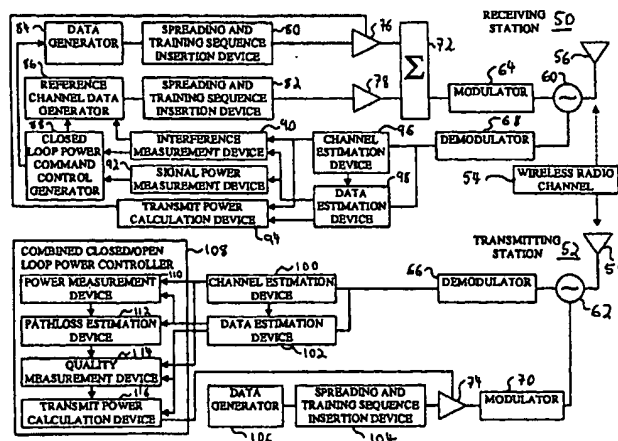 84
DATA
GENERATOR
SPREADING AND
TRAINING SEQUENCE
INSERTION DEVICE
80
76
72
RECEIVING
STATION 50
56
86
REFERENCE
CHANNEL DATA
GENERATOR
SPREADING AND
TRAINING SEQUENCE
INSERTION DEVICE
82
78
Σ
64
MODULATOR
60
88
CLOSED
LOOP POWER
COMMAND
CONTROL
GENERATOR
90
INTERFERENCE
MEASUREMENT
DEVICE
92
SIGNAL POWER
MEASUREMENT
DEVICE
96
CHANNEL
ESTIMATION
DEVICE
98
DATA
ESTIMATION
DEVICE
68
DEMODULATOR
54
WIRELESS RADIO
CHANNEL
TRANSMIT POWER
CALCULATION DEVICE
94
COMBINED CLOSED/OPEN
LOOP POWER CONTROLLER
108
TRANSMITTING
STATION 52
110
POWER MEASUREMENT
DEVICE
100
CHANNEL ESTIMATION
DEVICE
66
DEMODULATOR
62
112
PATHLOSS ESTIMATION
DEVICE
DATA ESTIMATION
DEVICE
102
114
QUALITY
MEASUREMENT DEVICE
116
TRANSMIT POWER
CALCULATION DEVICE
DATA
GENERATOR
106
SPREADING AND
TRAINING SEQUENCE
INSERTION DEVICE
104
74
70
MODULATOR